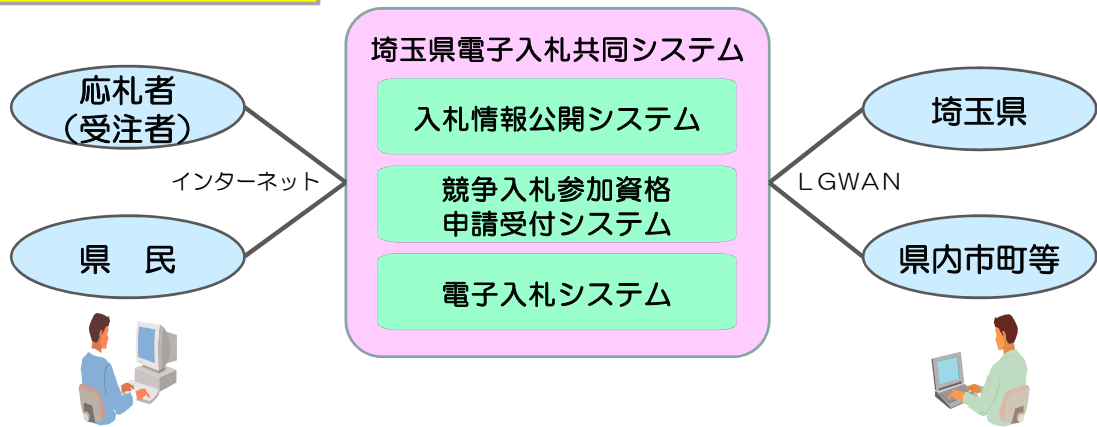 埼玉県電子入札共同システム
応札者
（受注者）
インターネット
県　民
入札情報公開システム
競争入札参加資格
申請受付システム
電子入札システム
埼玉県
ＬGWAN
県内市町等